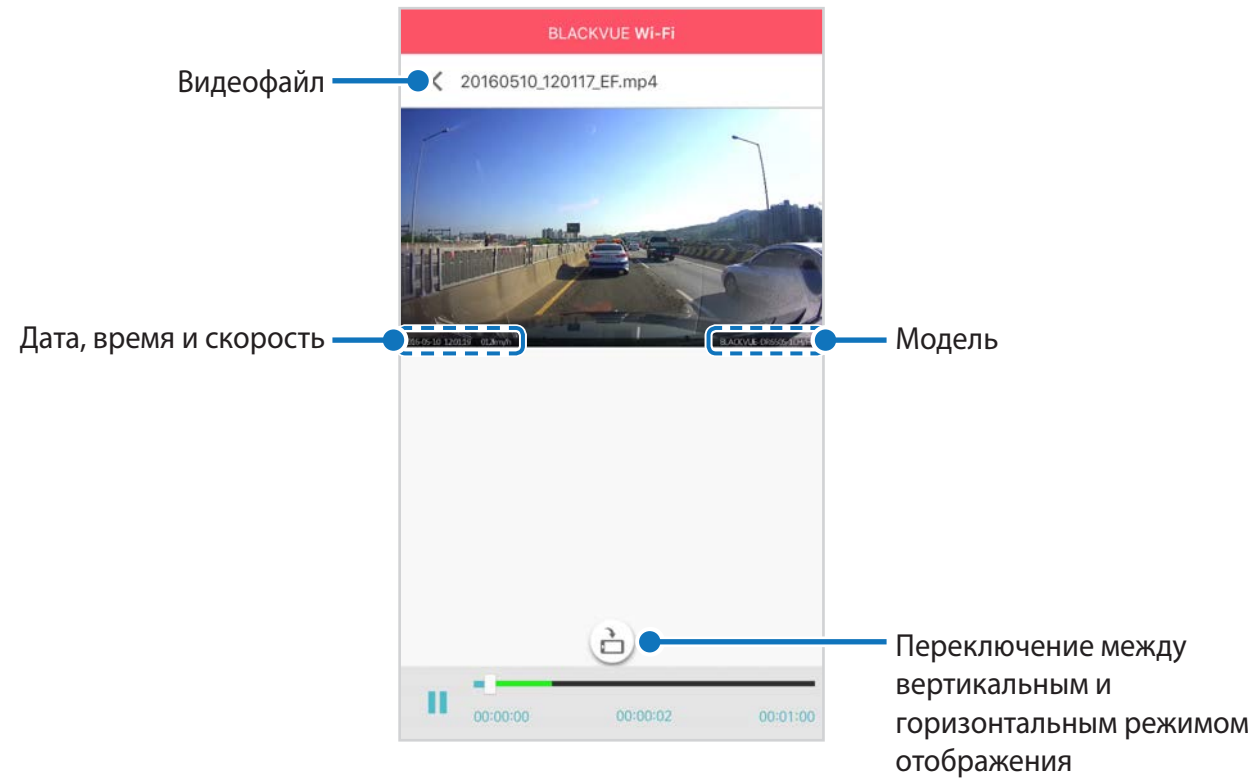 BLACKVUE Wi-Fi
Видеофайл
20160510_120117_EF.mp4
Дата, время и скорость
Модель
Переключение между
вертикальным и
горизонтальным режимом
отображения
00:00:00 00:00:02 00:01:00